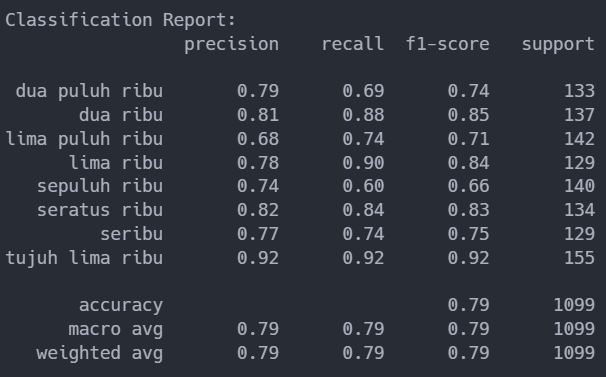 Classification Report:
precision recall f1-score support
dua puluh ribu 0.79 0.69 0.74 133
dua ribu 0.81 0.88 0.85 137
lima puluh ribu 0.68 0.74 0.71 142
lima ribu 0.78 0.90 0.84 129
sepuluh ribu 0.74 0.60 0.66 140
seratus ribu 0.82 0.84 0.83 134
seribu 0.77 0.74 0.75 129
tujuh lima ribu 0.92 0.92 0.92 155
accuracy 0.79 1099
macro avg 0.79 0.79 0.79 1099
weighted avg 0.79 0.79 0.79 1099